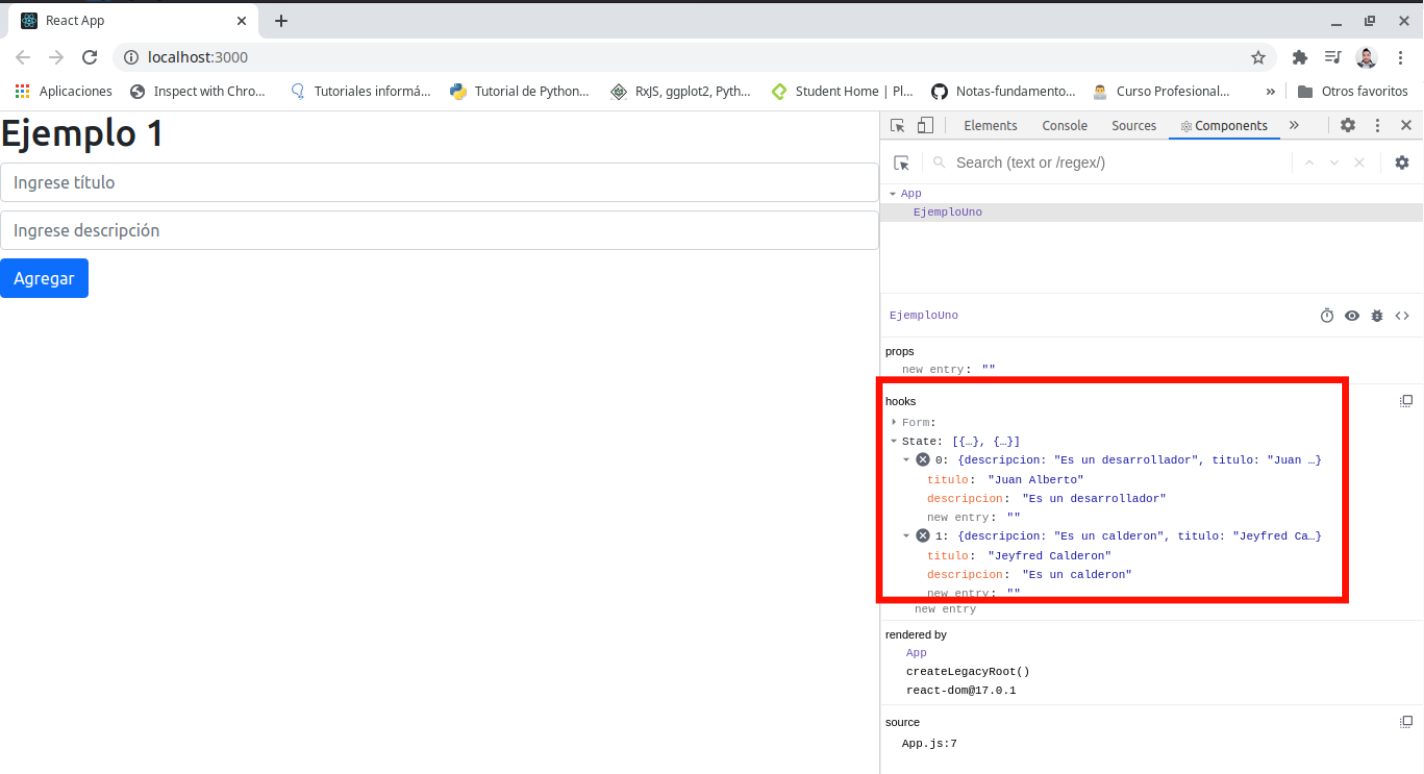 React App
localhost:3000
Aplicaciones Inspect with Chro... Tutoriales informá... Tutorial de Python... RxJS, ggplot2, Pyth... Student Home | Pl... Notas-fundamento... Curso Profesional... » Otros favoritos
Ejemplo 1
Ingrese título
Ingrese descripción
Agregar
Elements Console Sources Components »
Search (text or /regex/)
App
EjemploUno
EjemploUno
props
new entry: ""
hooks
Form:
State: [{…}, {…}]
0: {descripcion: "Es un desarrollador", titulo: "Juan …}
titulo: "Juan Alberto"
descripcion: "Es un desarrollador"
new entry: ""
1: {descripcion: "Es un calderon", titulo: "Jeyfred Ca…}
titulo: "Jeyfred Calderon"
descripcion: "Es un calderon"
new entry: ""
new entry
rendered by
App
createLegacyRoot()
react-dom@17.0.1
source
App.js:7